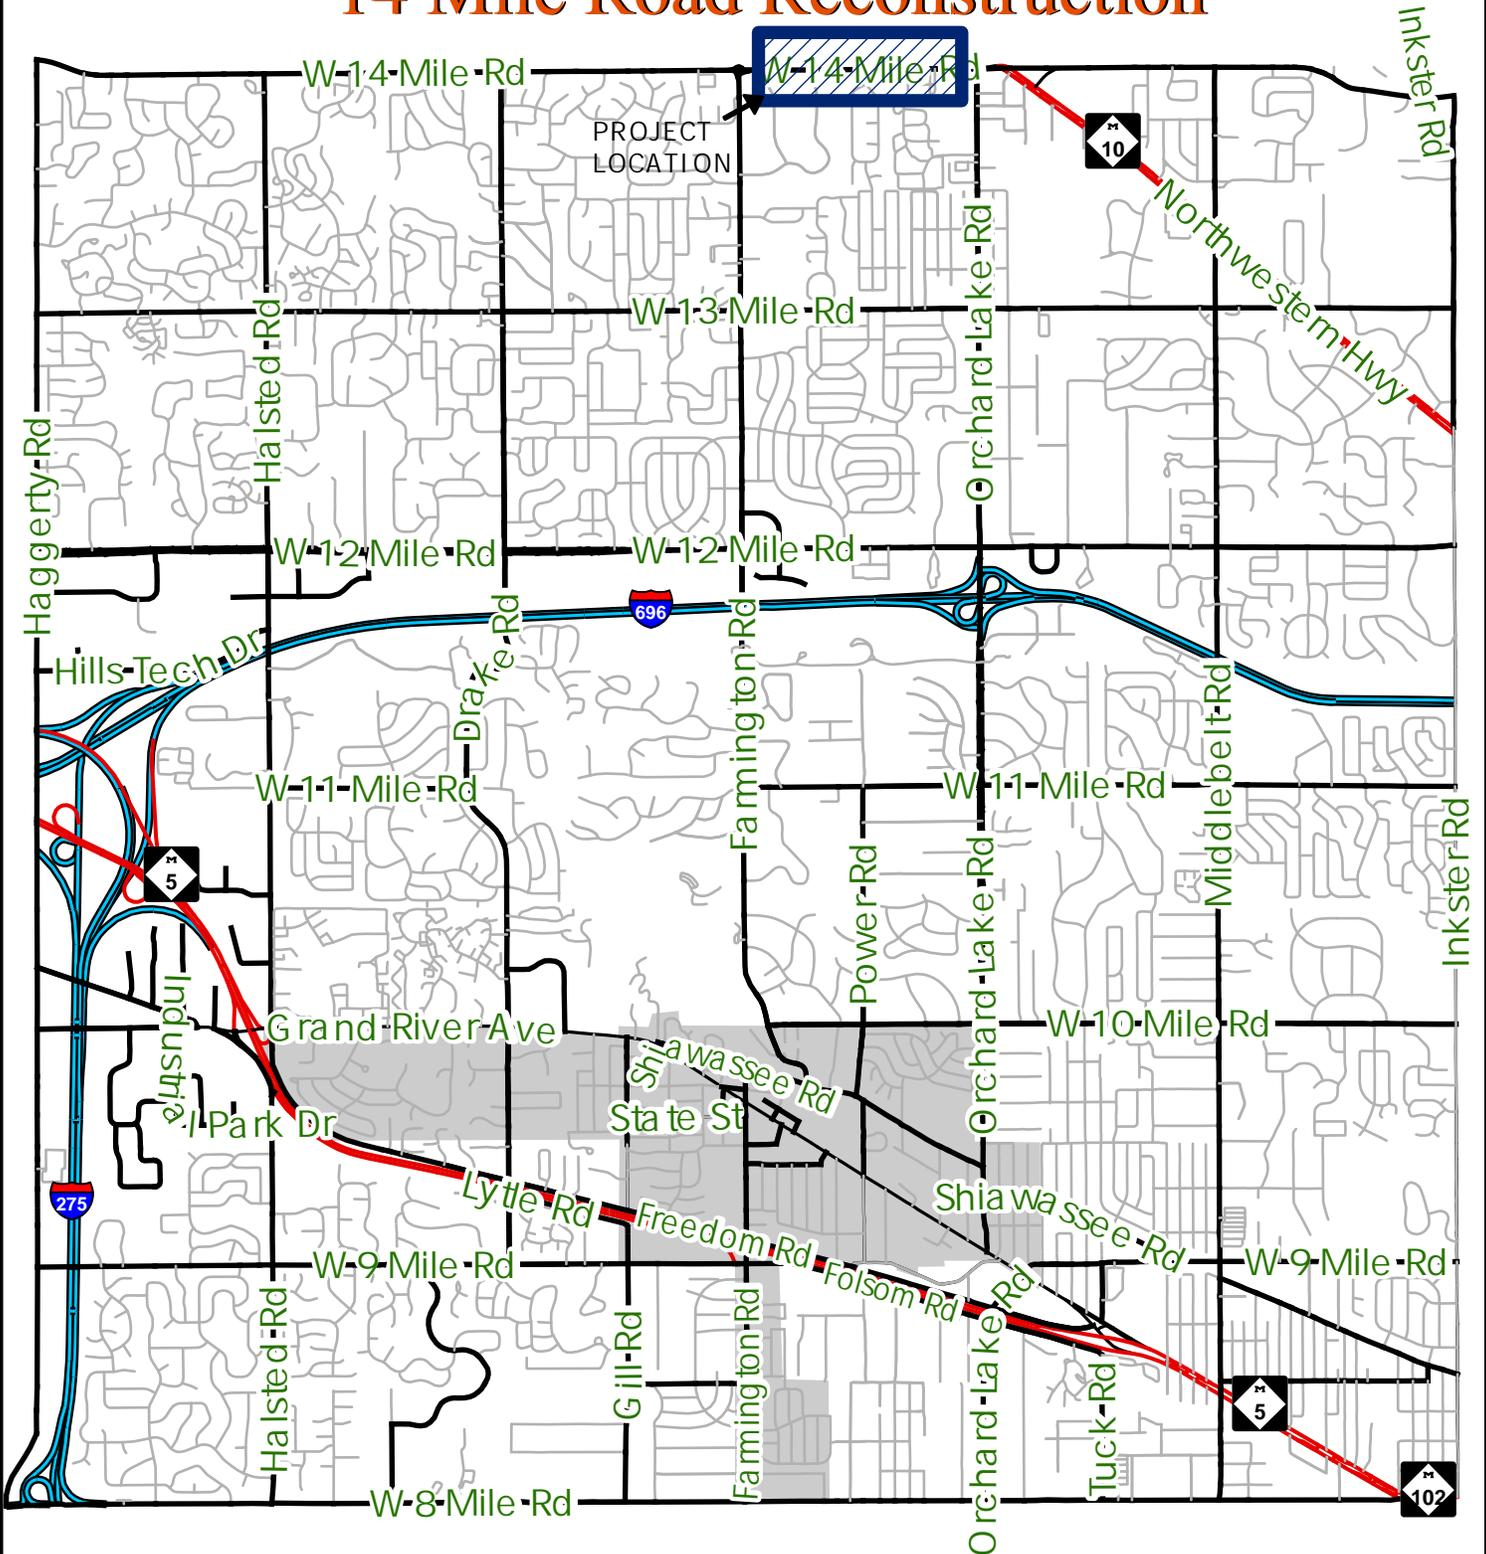 14 Mile Road Reconstruction
W 14 Mile Rd
W 14 Mile Rd
Inkster Rd
PROJECT
LOCATION
M
10
Northwestern Hwy
Orchard Lake Rd
W 13 Mile Rd
Halsted Rd
Haggerty Rd
W 12 Mile Rd
W 12 Mile Rd
696
Drake Rd
Farmington Rd
Hills Tech Dr
Middlebelt Rd
W 11 Mile Rd
W 11 Mile Rd
Inkster Rd
M
5
Power Rd
Orchard Lake Rd
Industrial Park Dr
Grand River Ave
W 10 Mile Rd
Shiawassee Rd
State St
275
Lytle Rd
Freedom Rd
Shiawassee Rd
W 9 Mile Rd
W 9 Mile Rd
Folsom Rd
Halsted Rd
Gill Rd
Farmington Rd
Orchard Lake Rd
Tuck Rd
M
5
M
102
W 8 Mile Rd